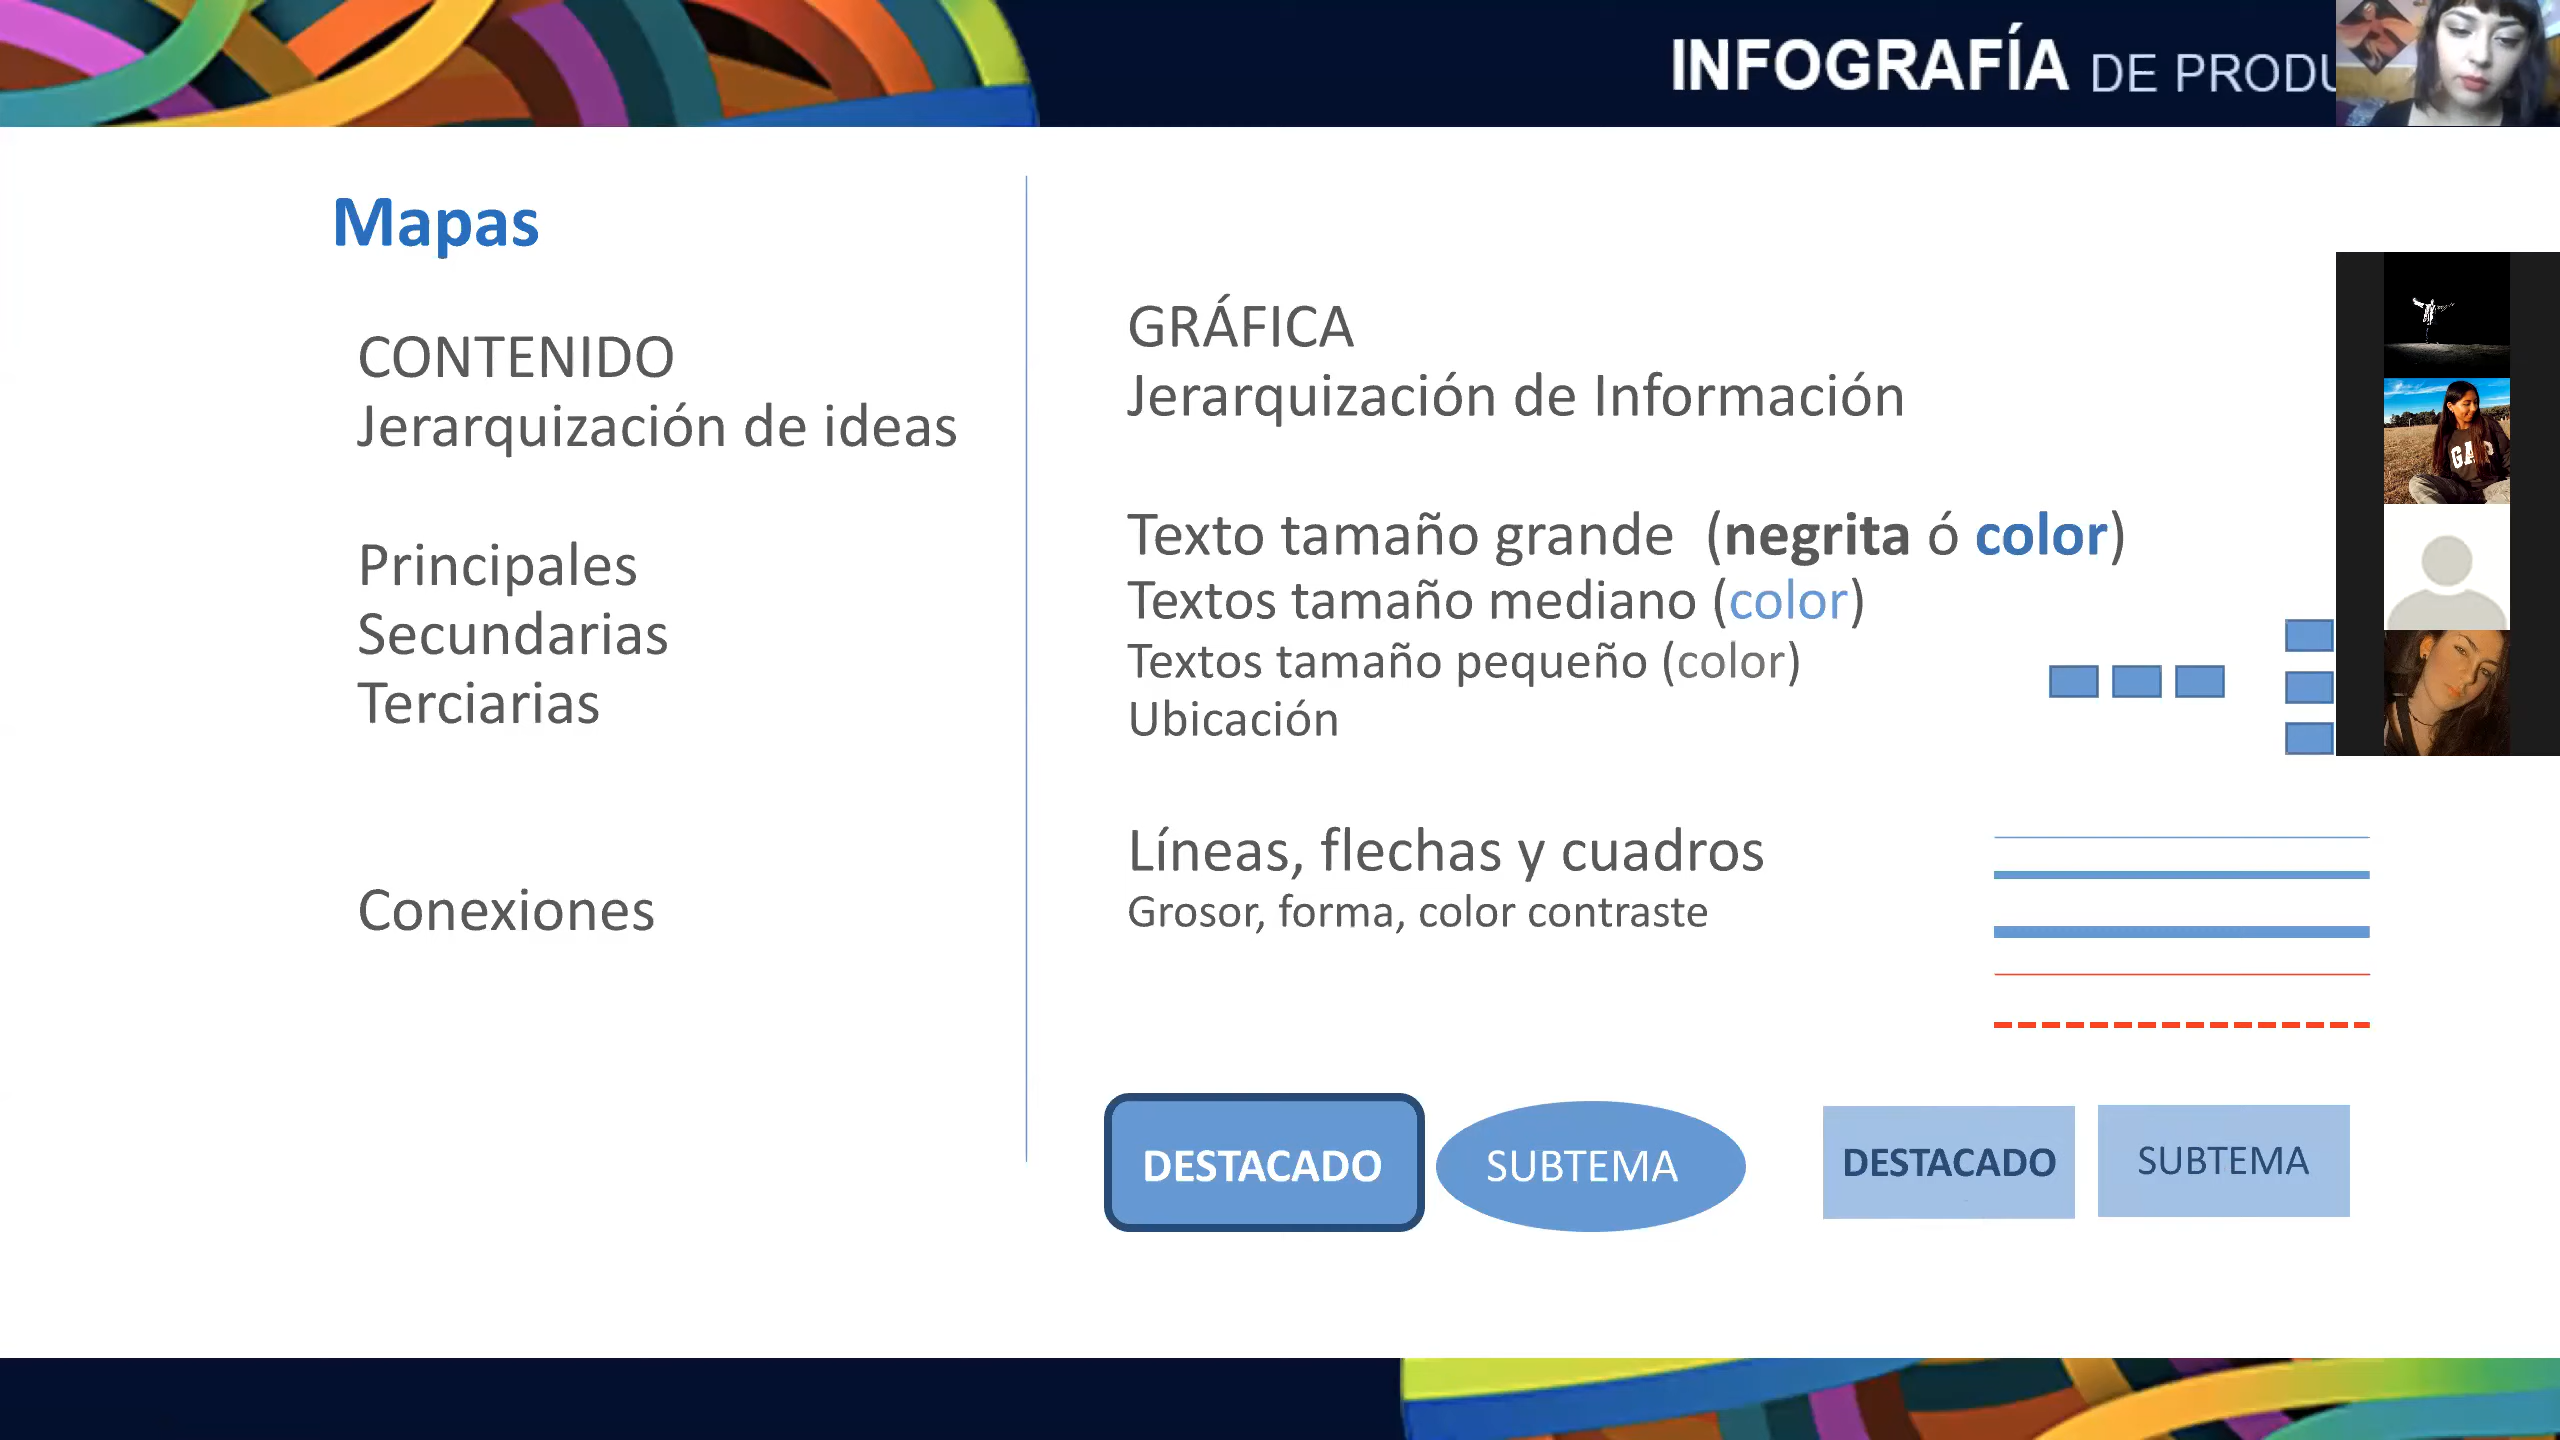 INFOGRAFÍA DE PRODU
Mapas
CONTENIDO
Jerarquización de ideas
Principales
Secundarias
Terciarias
Conexiones
GRÁFICA
Jerarquización de Información
Texto tamaño grande (negrita ó color)
Textos tamaño mediano (color)
Textos tamaño pequeño (color)
Ubicación
Líneas, flechas y cuadros
Grosor, forma, color contraste
DESTACADO SUBTEMA DESTACADO SUBTEMA